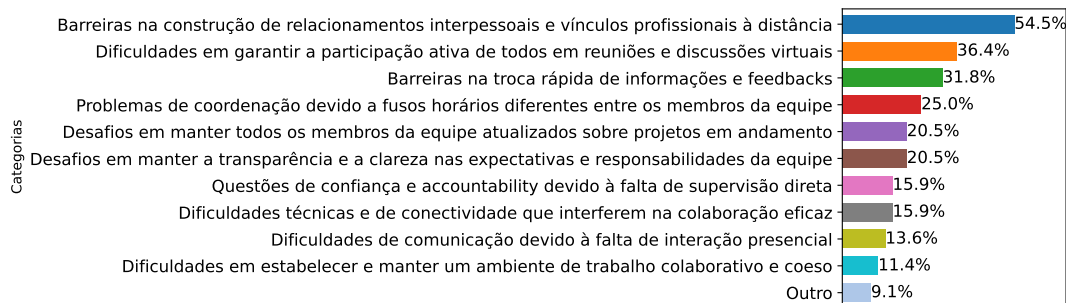 Categorias
Barreiras na construção de relacionamentos interpessoais e vínculos profissionais à distância 54.5%
Dificuldades em garantir a participação ativa de todos em reuniões e discussões virtuais 36.4%
Barreiras na troca rápida de informações e feedbacks 31.8%
Problemas de coordenação devido a fusos horários diferentes entre os membros da equipe 25.0%
Desafios em manter todos os membros da equipe atualizados sobre projetos em andamento 20.5%
Desafios em manter a transparência e a clareza nas expectativas e responsabilidades da equipe 20.5%
Questões de confiança e accountability devido à falta de supervisão direta 15.9%
Dificuldades técnicas e de conectividade que interferem na colaboração eficaz 15.9%
Dificuldades de comunicação devido à falta de interação presencial 13.6%
Dificuldades em estabelecer e manter um ambiente de trabalho colaborativo e coeso 11.4%
Outro 9.1%